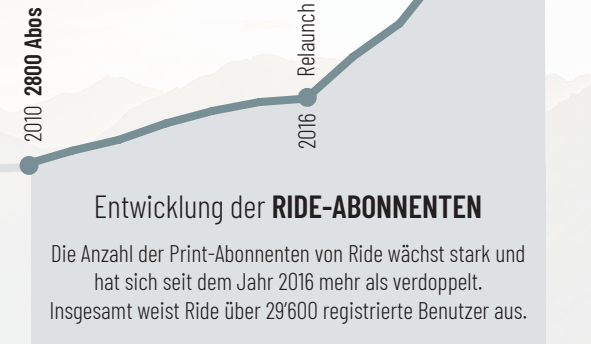 2010 2800 Abos
2016 Relaunch
Entwicklung der RIDE-ABONNENTEN
Die Anzahl der Print-Abonnenten von Ride wächst stark und
hat sich seit dem Jahr 2016 mehr als verdoppelt.
Insgesamt weist Ride über 29'600 registrierte Benutzer aus.